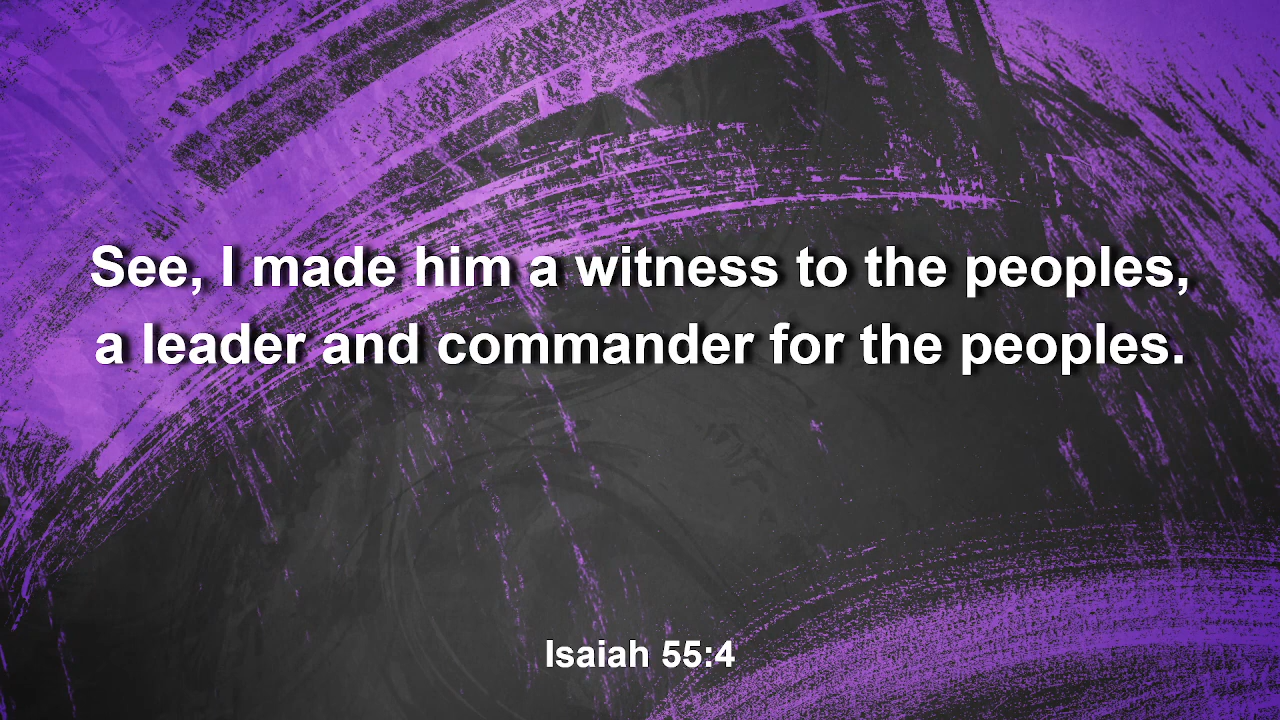 See, I made him a witness to the peoples,
a leader and commander for the peoples.
Isaiah 55:4